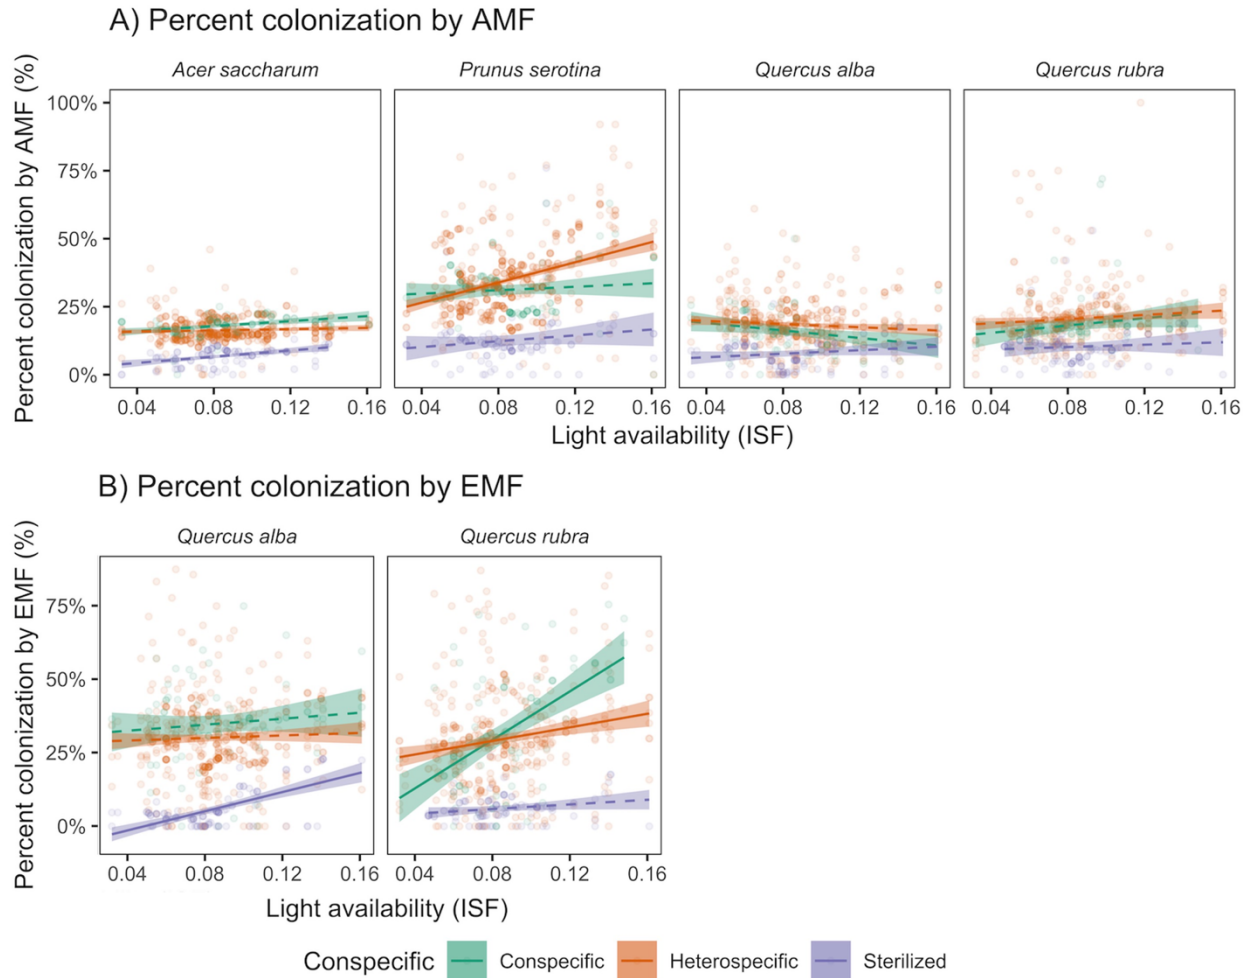 A) Percent colonization by AMF
Percent colonization by AMF (%)
Acer saccharum
Prunus serotina
Quercus alba
Quercus rubra
100%
75%
50%
25%
0%
0.04 0.08 0.12 0.16
0.04 0.08 0.12 0.16
0.04 0.08 0.12 0.16
0.04 0.08 0.12 0.16
Light availability (ISF)
B) Percent colonization by EMF
Percent colonization by EMF (%)
Quercus alba
Quercus rubra
75%
50%
25%
0%
0.04 0.08 0.12 0.16
0.04 0.08 0.12 0.16
Light availability (ISF)
Conspecific Conspecific Heterospecific Sterilized